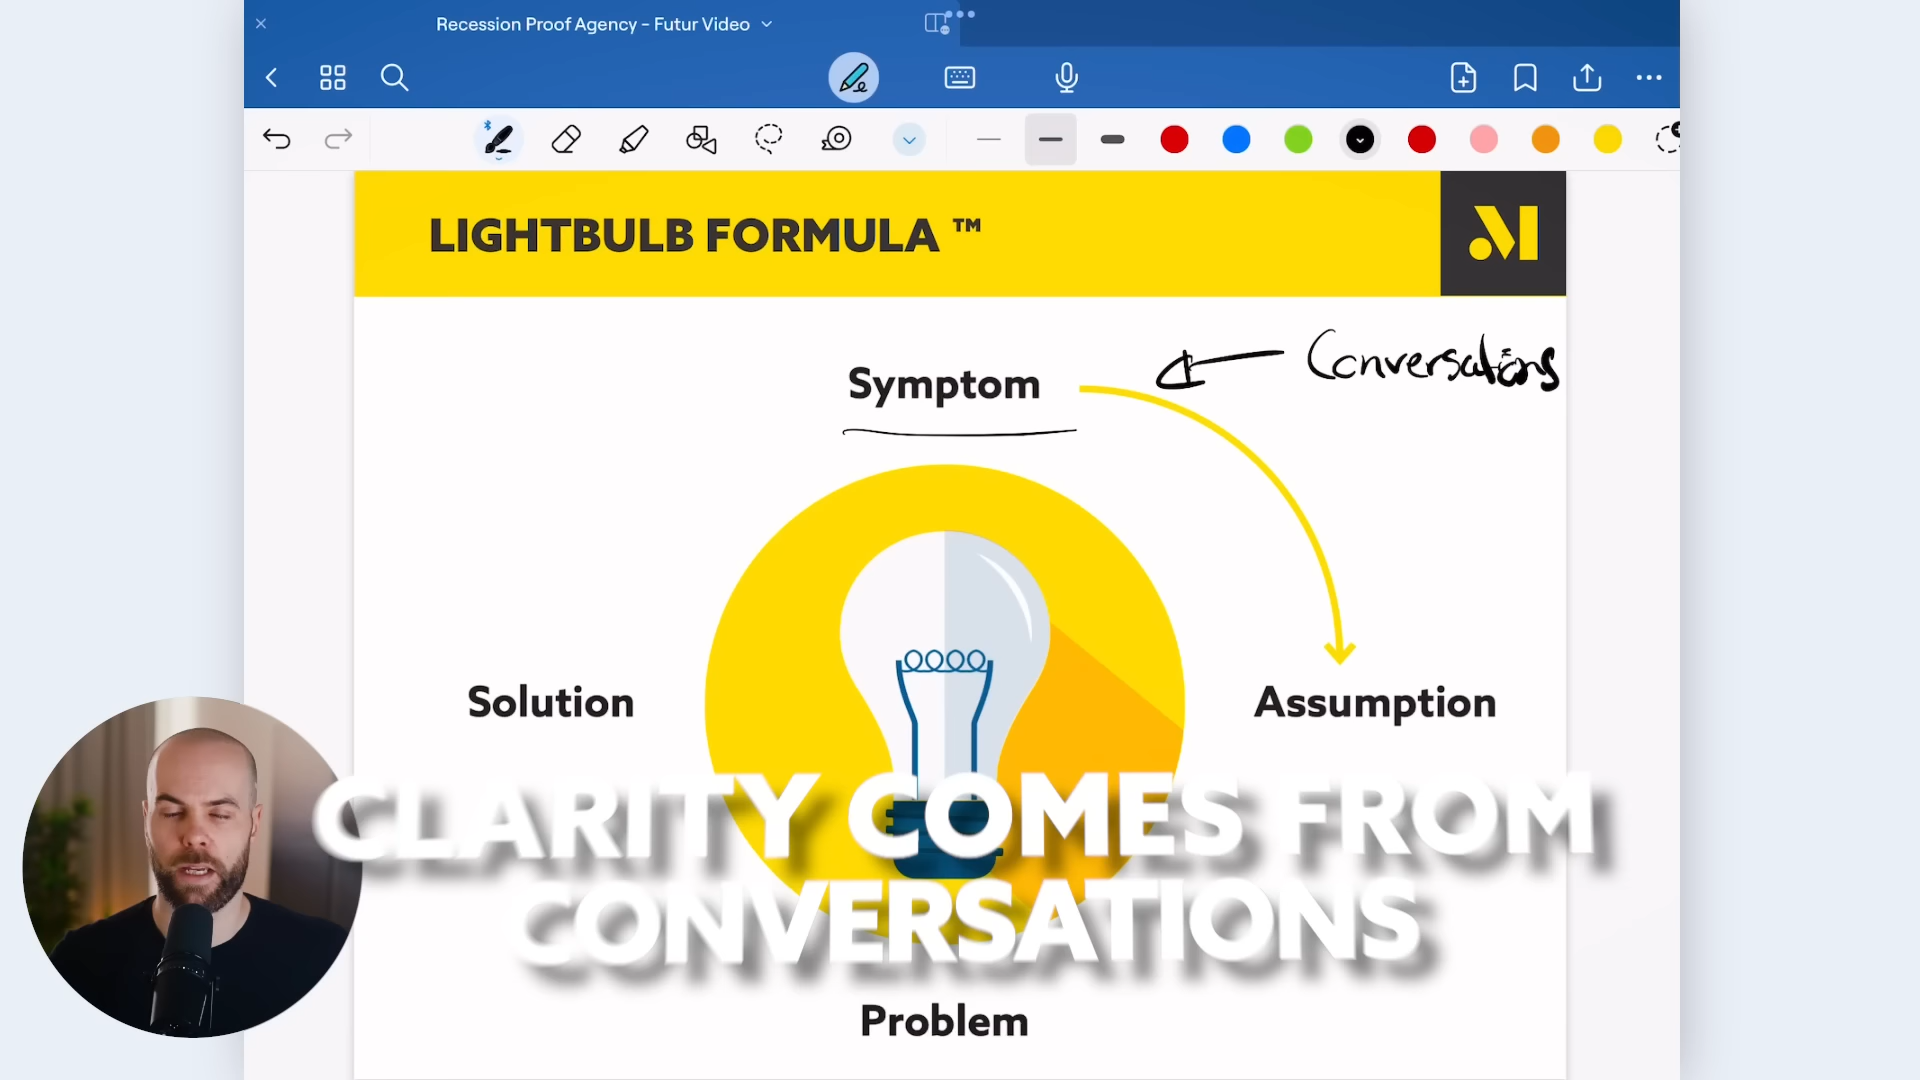 Recession Proof Agency – Futur Video
LIGHTBULB FORMULA ™
Conversations
Symptom
Solution
Assumption
CLARITY COMES FROM
CONVERSATIONS
Problem